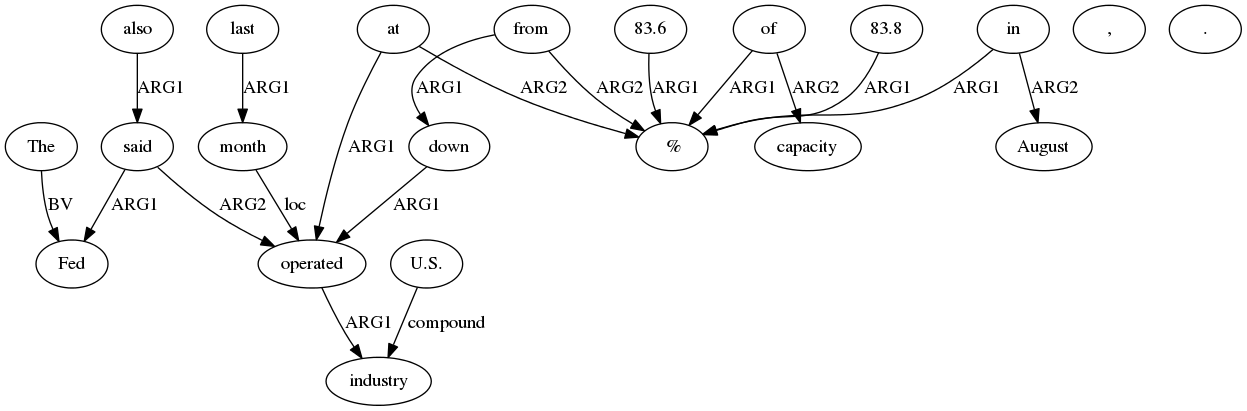 also last at from 83.6 of 83.8 in , .
ARG1 ARG1 ARG2 ARG1 ARG2 ARG1 ARG1 ARG2 ARG1 ARG1 ARG2
The said month ARG1 down % capacity August
BV ARG1 ARG2 loc ARG1
Fed operated U.S.
ARG1 compound
industry